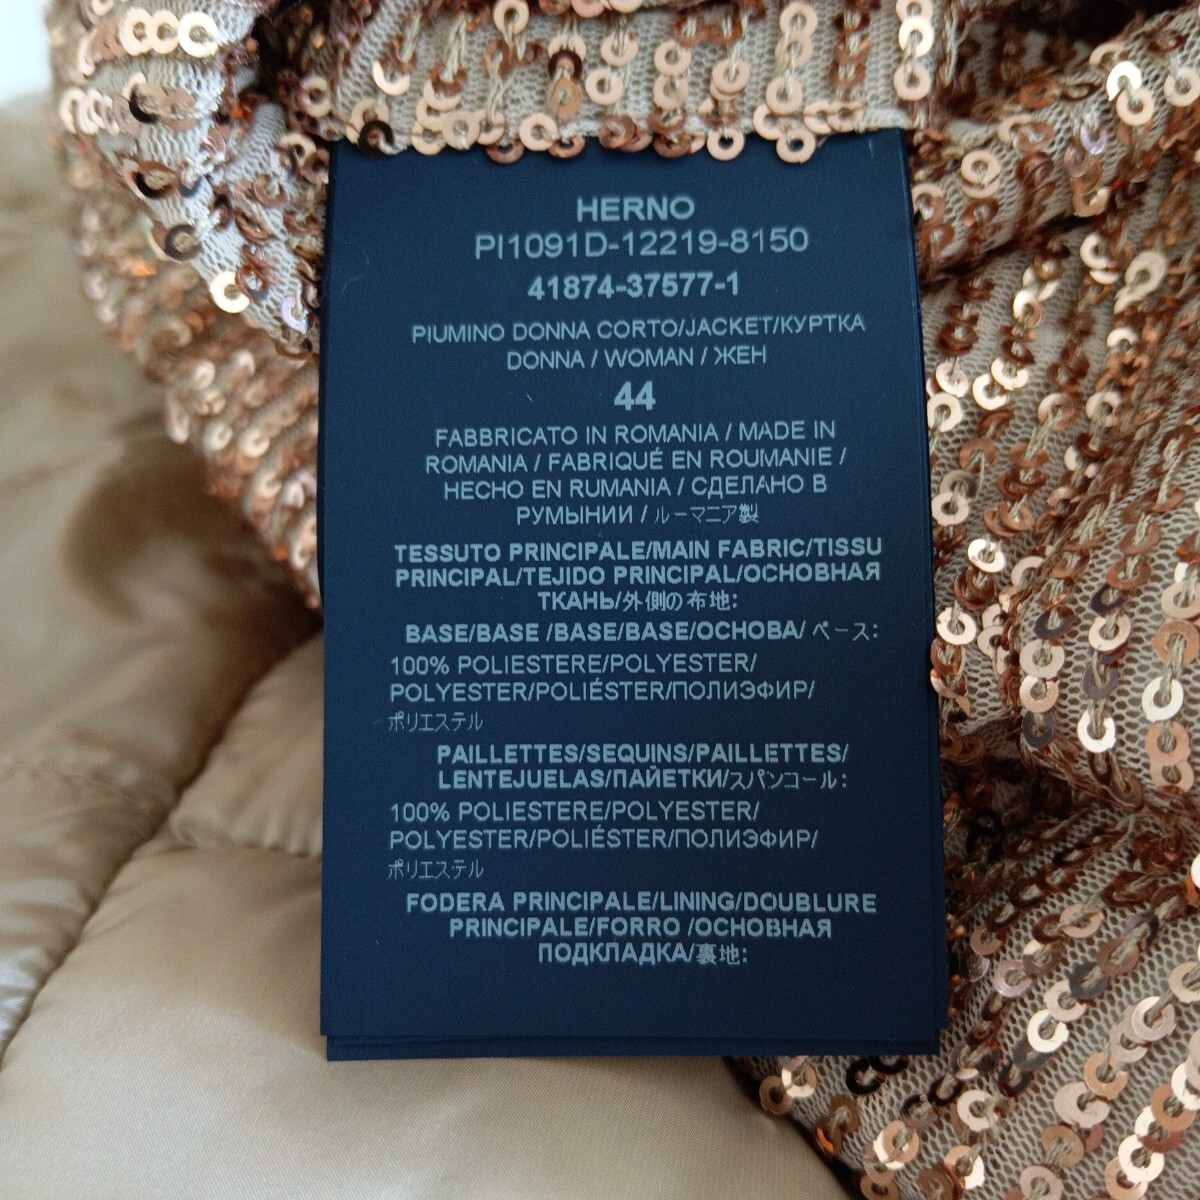 HERNO
PI1091D-12219-8150
41874-37577-1
PIUMINO DONNA CORTO/JACKET/КУРТКА
DONNA / WOMAN / ЖЕН
44
FABBRICATO IN ROMANIA / MADE IN
ROMANIA / FABRIQUÉ EN ROUMANIE /
HECHO EN RUMANIA / СДЕЛАНО В
РУМЫНИИ / ルーマニア製
TESSUTO PRINCIPALE/MAIN FABRIC/TISSU
PRINCIPAL/TEJIDO PRINCIPAL/ОСНОВНАЯ
ТКАНЬ/外側の布地:
BASE/BASE /BASE/BASE/ОСНОВА/ ベース:
100% POLIESTERE/POLYESTER/
POLYESTER/POLIÉSTER/ПОЛИЭФИР/
ポリエステル
PAILLETTES/SEQUINS/PAILLETTES/
LENTEJUELAS/ПАЙЕТКИ/スパンコール:
100% POLIESTERE/POLYESTER/
POLYESTER/POLIÉSTER/ПОЛИЭФИР/
ポリエステル
FODERA PRINCIPALE/LINING/DOUBLURE
PRINCIPALE/FORRO /ОСНОВНАЯ
ПОДКЛАДКА/裏地: